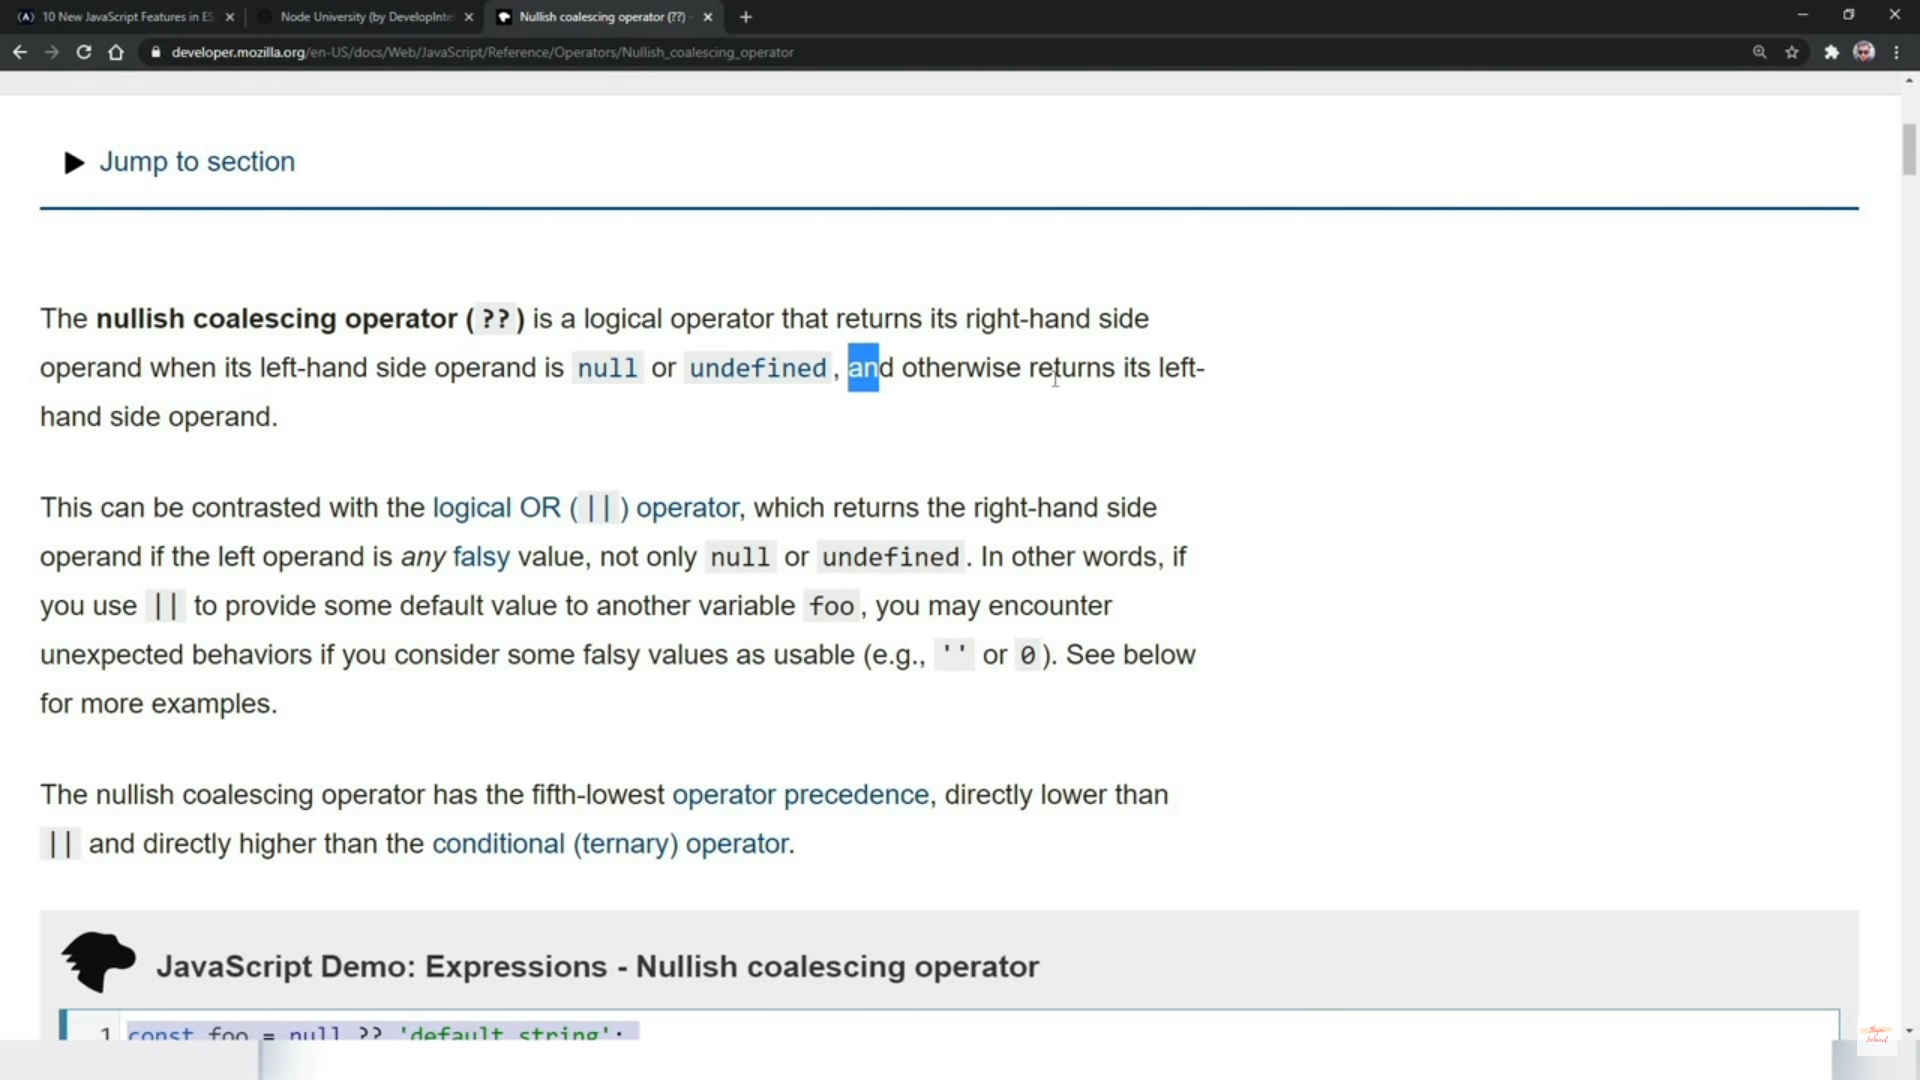 10 New JavaScript Features in ES
Node University (by DevelopInte
Nullish coalescing operator (??) -
developer.mozilla.org/en-US/docs/Web/JavaScript/Reference/Operators/Nullish_coalescing_operator
Jump to section
The nullish coalescing operator (??) is a logical operator that returns its right-hand side
operand when its left-hand side operand is null or undefined, and otherwise returns its left-
hand side operand.
This can be contrasted with the logical OR (||) operator, which returns the right-hand side
operand if the left operand is any falsy value, not only null or undefined. In other words, if
you use || to provide some default value to another variable foo, you may encounter
unexpected behaviors if you consider some falsy values as usable (e.g., '' or 0). See below
for more examples.
The nullish coalescing operator has the fifth-lowest operator precedence, directly lower than
|| and directly higher than the conditional (ternary) operator.
JavaScript Demo: Expressions - Nullish coalescing operator
1 const foo = null ?? 'default string';